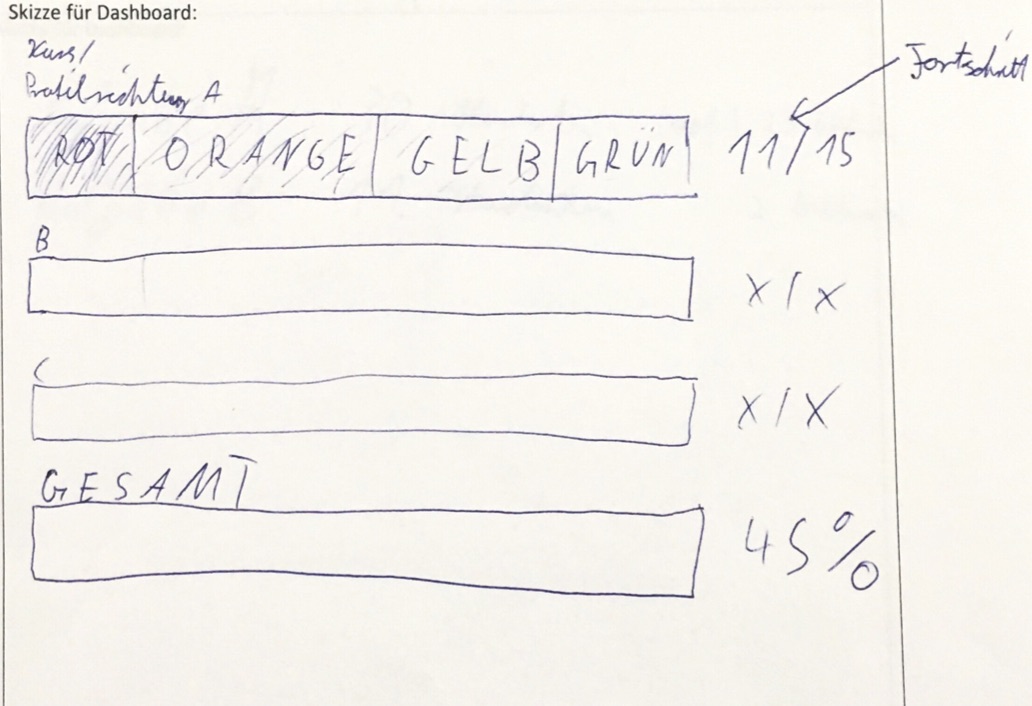 Skizze für Dashboard:
Kurs/
Profilrichtung A
Fortschritt
ROT ORANGE GELB GRÜN 11/15
B
x/x
C
x/x
GESAMT
45%